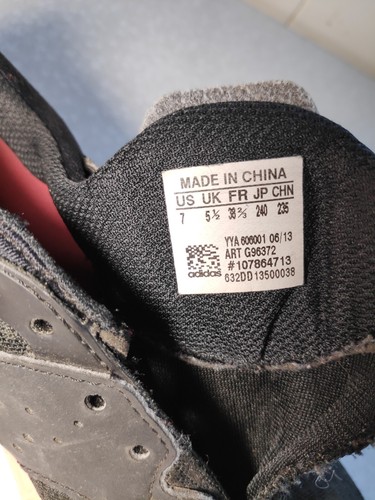 MADE IN CHINA
US UK FR JP CHN
7 5½ 38⅔ 240 235
YYA 606001 06/13
ART G96372
#107864713
adidas 632DD13500038